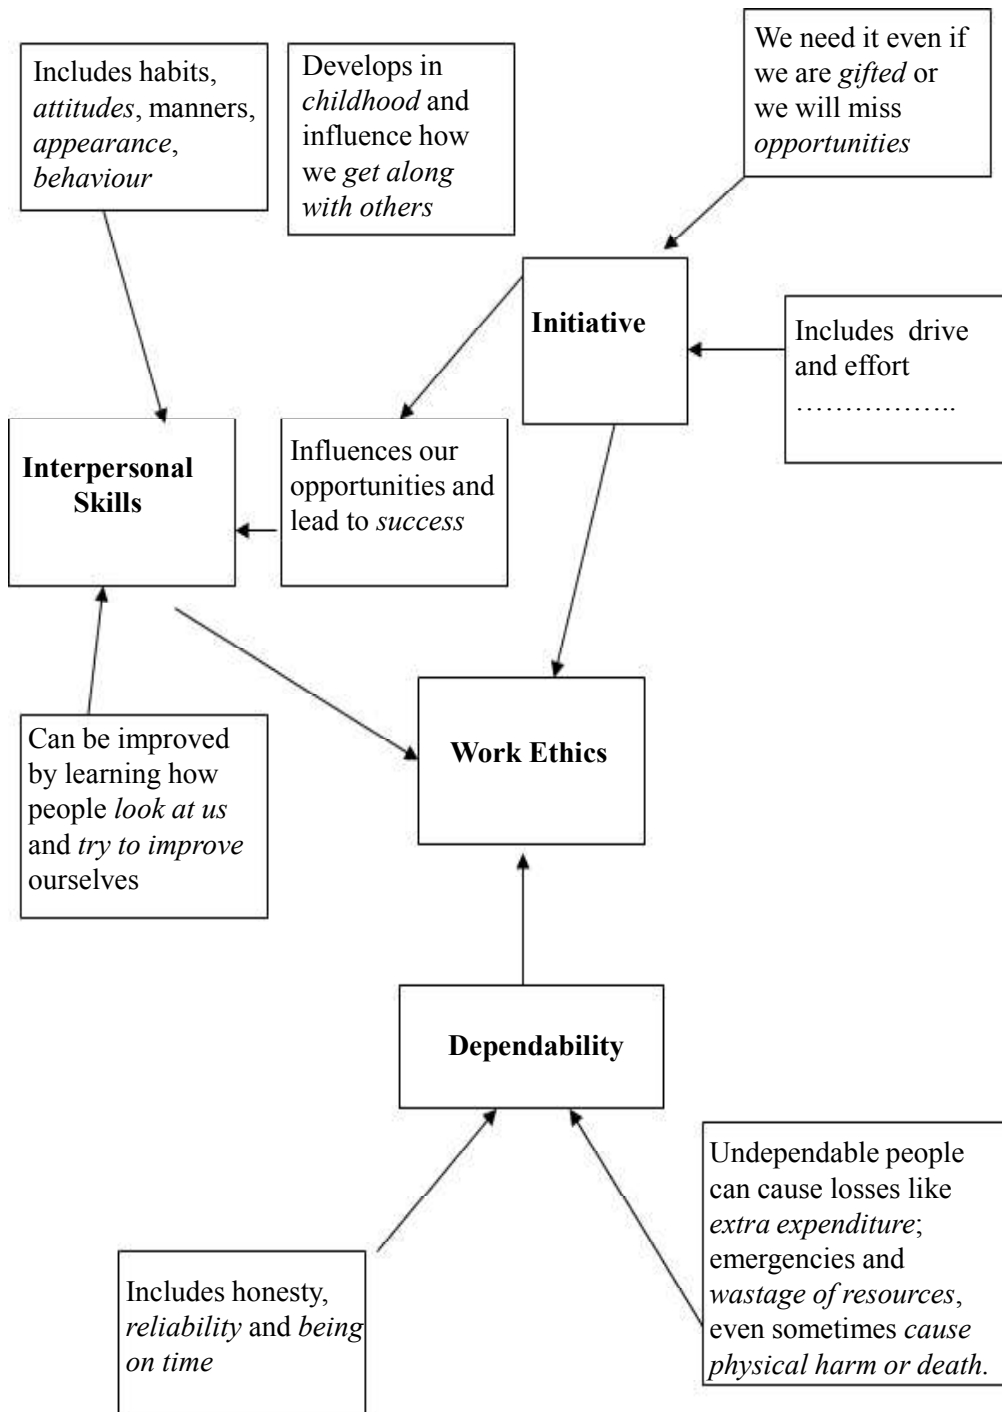 Includes habits,
attitudes, manners,
appearance,
behaviour
Develops in
childhood and
influence how
we get along
with others
We need it even if
we are gifted or
we will miss
opportunities
Initiative
Includes drive
and effort
……………..
Interpersonal
Skills
Influences our
opportunities and
lead to success
Can be improved
by learning how
people look at us
and try to improve
ourselves
Work Ethics
Dependability
Includes honesty,
reliability and being
on time
Undependable people
can cause losses like
extra expenditure;
emergencies and
wastage of resources,
even sometimes cause
physical harm or death.